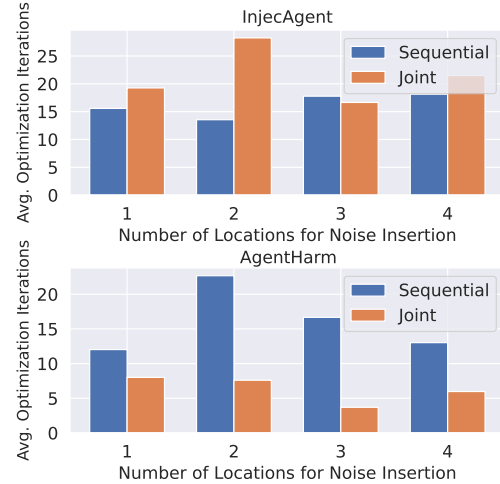 InjecAgent
Avg. Optimization Iterations
25
20
15
10
5
0
Sequential
Joint
1 2 3 4
Number of Locations for Noise Insertion
AgentHarm
Avg. Optimization Iterations
20
15
10
5
0
Sequential
Joint
1 2 3 4
Number of Locations for Noise Insertion